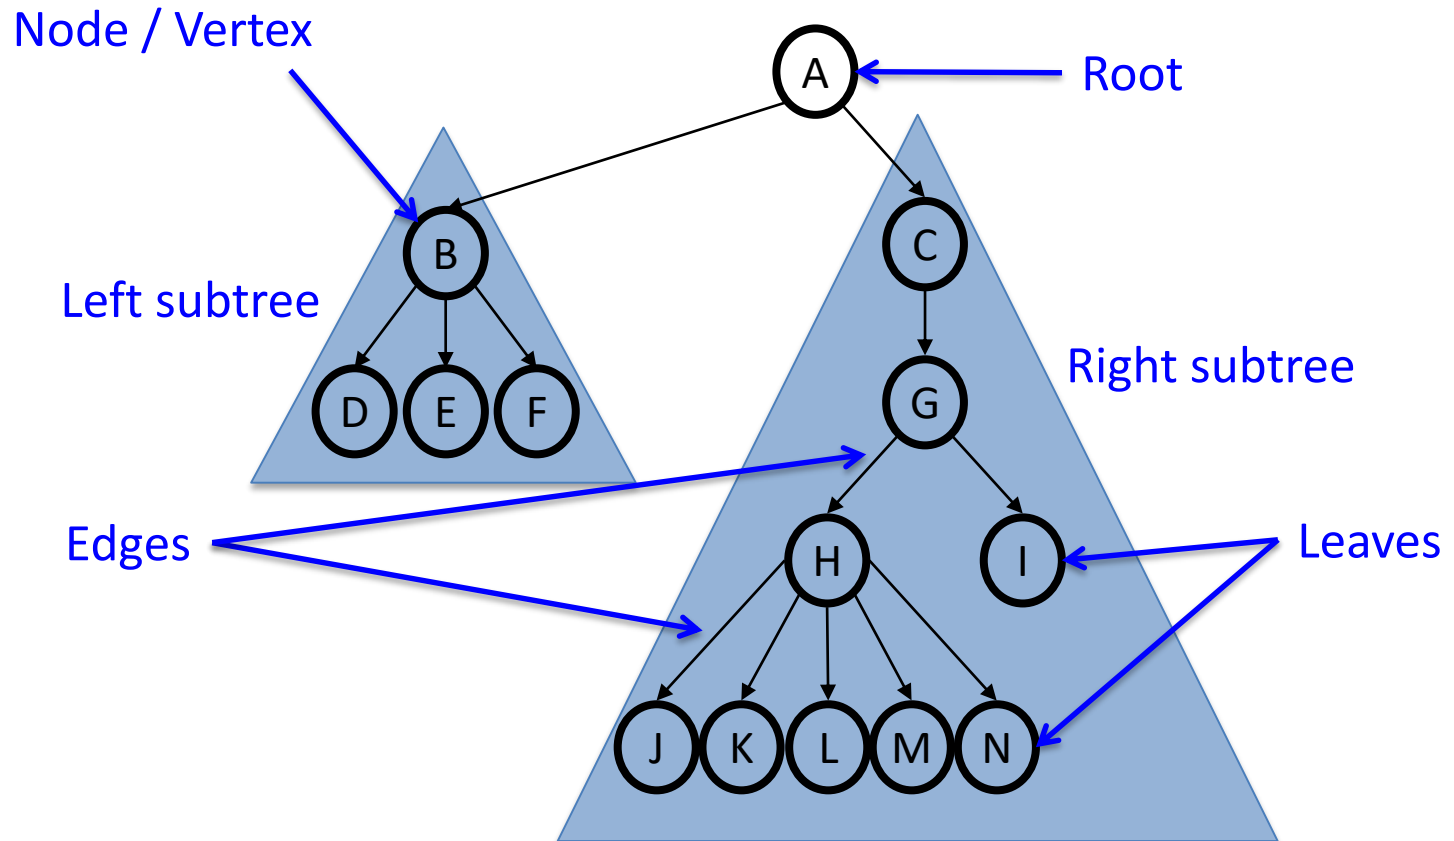 Node / Vertex
A
Root
B
C
Left subtree
Right subtree
D
E
F
G
Edges
H
I
Leaves
J
K
L
M
N